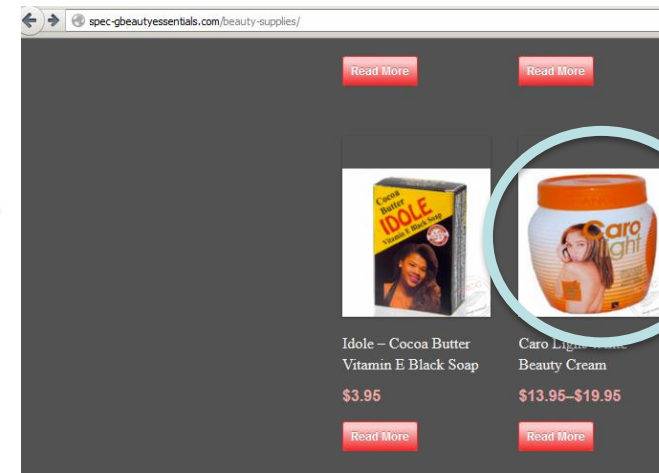 spec-gbeautyessentials.com/beauty-supplies/
Read More
Read More
Cocoa
Butter
IDOLE
Vitamin E Black Soap
Caro
Light
Idole – Cocoa Butter
Vitamin E Black Soap
Caro Light
Beauty Cream
$3.95
$13.95–$19.95
Read More
Read More